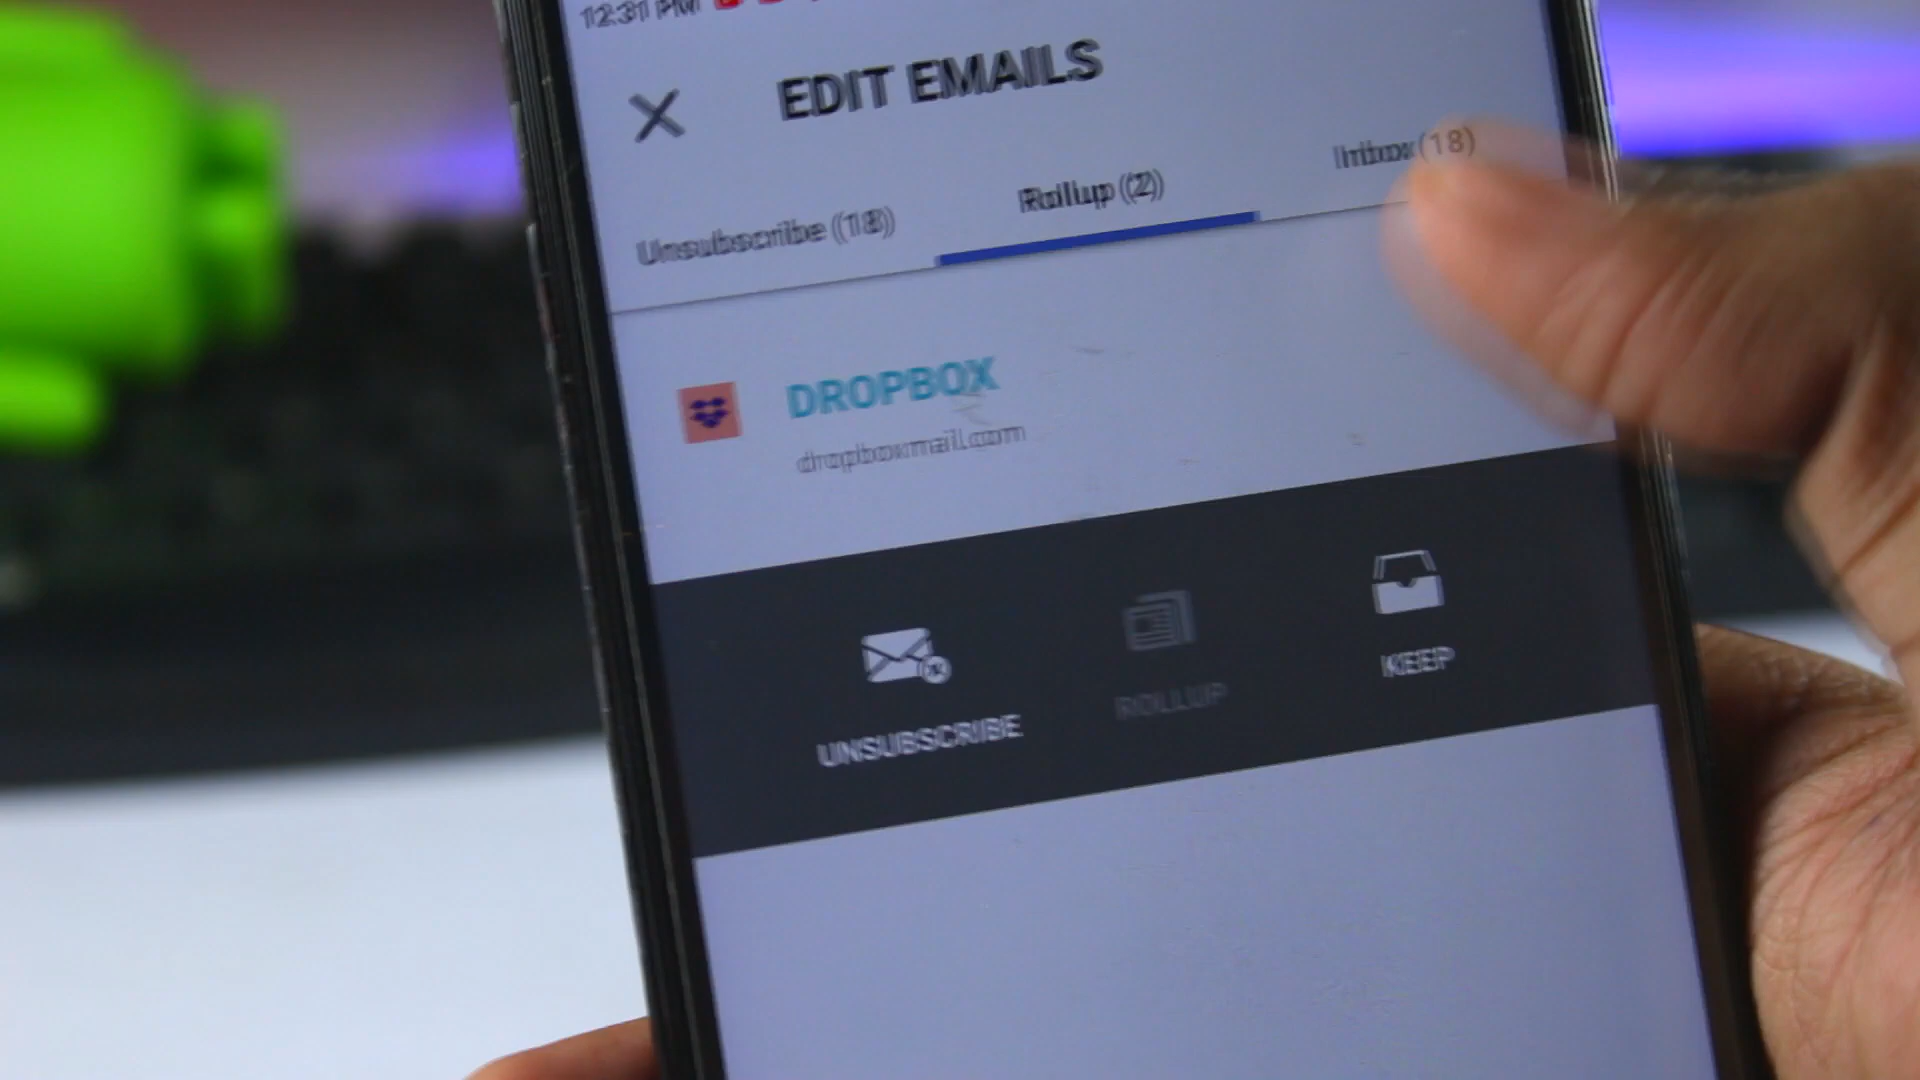 12:31 PM
EDIT EMAILS
Unsubscribe (18) Rollup (2) Inbox (18)
DROPBOX
dropboxmail.com
UNSUBSCRIBE ROLLUP KEEP